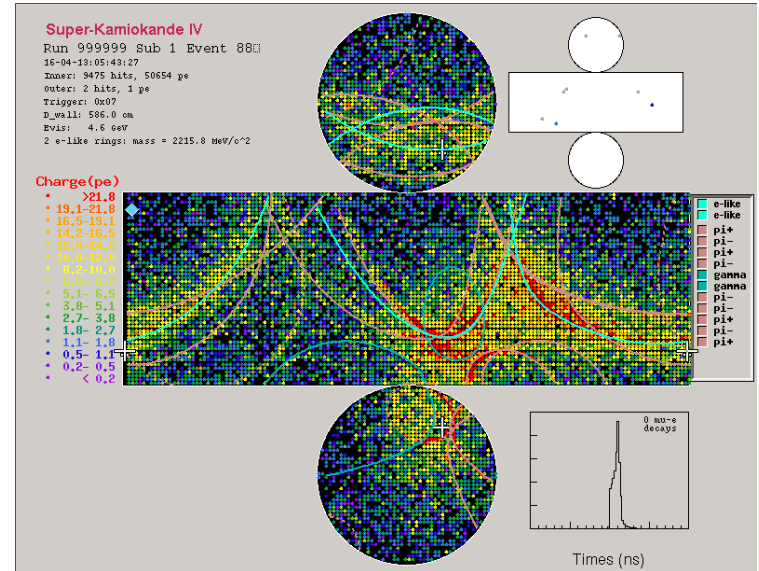 Super-Kamiokande IV
Run 999999 Sub 1 Event 88
16-04-13:05:43:27
Inner: 9475 hits, 50654 pe
Outer: 2 hits, 1 pe
Trigger: 0x07
D_wall: 586.0 cm
Evis: 4.6 GeV
2 e-like rings: mass = 2215.8 MeV/c^2
Charge(pe)
>21.8
19.1-21.8
16.5-19.1
14.2-16.5
12.0-14.2
10.0-12.0
8.2-10.0
6.5- 8.2
5.1- 6.5
3.8- 5.1
2.7- 3.8
1.8- 2.7
1.1- 1.8
0.5- 1.1
0.2- 0.5
< 0.2
e-like
e-like
pi+
pi-
pi+
pi-
gamma
gamma
pi-
pi-
pi+
pi-
pi+
0 mu-e
decays
Times (ns)